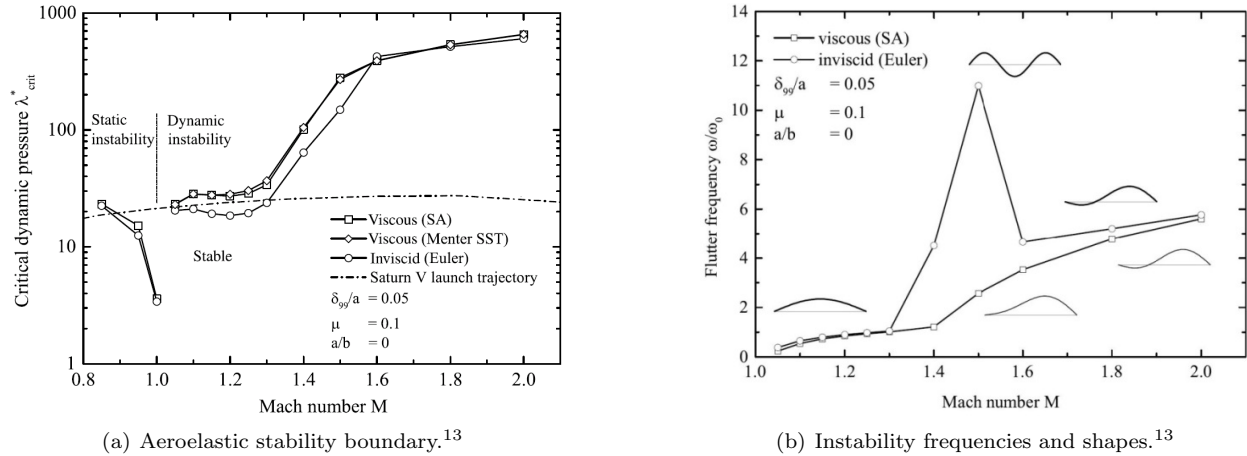 1000
100
10
1
Critical dynamic pressure λ*crit
Static
instability
Dynamic
instability
Stable
Viscous (SA)
Viscous (Menter SST)
Inviscid (Euler)
Saturn V launch trajectory
δ99/a = 0.05
μ = 0.1
a/b = 0
0.8 1.0 1.2 1.4 1.6 1.8 2.0
Mach number M
(a) Aeroelastic stability boundary.13
14
12
10
8
6
4
2
0
Flutter frequency ω/ω0
viscous (SA)
inviscid (Euler)
δ99/a = 0.05
μ = 0.1
a/b = 0
1.0 1.2 1.4 1.6 1.8 2.0
Mach number M
(b) Instability frequencies and shapes.13